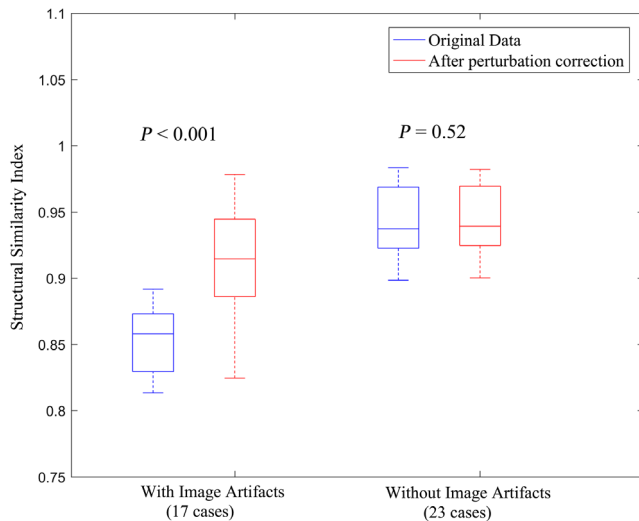 1.1
1.05
1
0.95
0.9
0.85
0.8
0.75
Structural Similarity Index
Original Data
After perturbation correction
P < 0.001
P = 0.52
With Image Artifacts
(17 cases)
Without Image Artifacts
(23 cases)